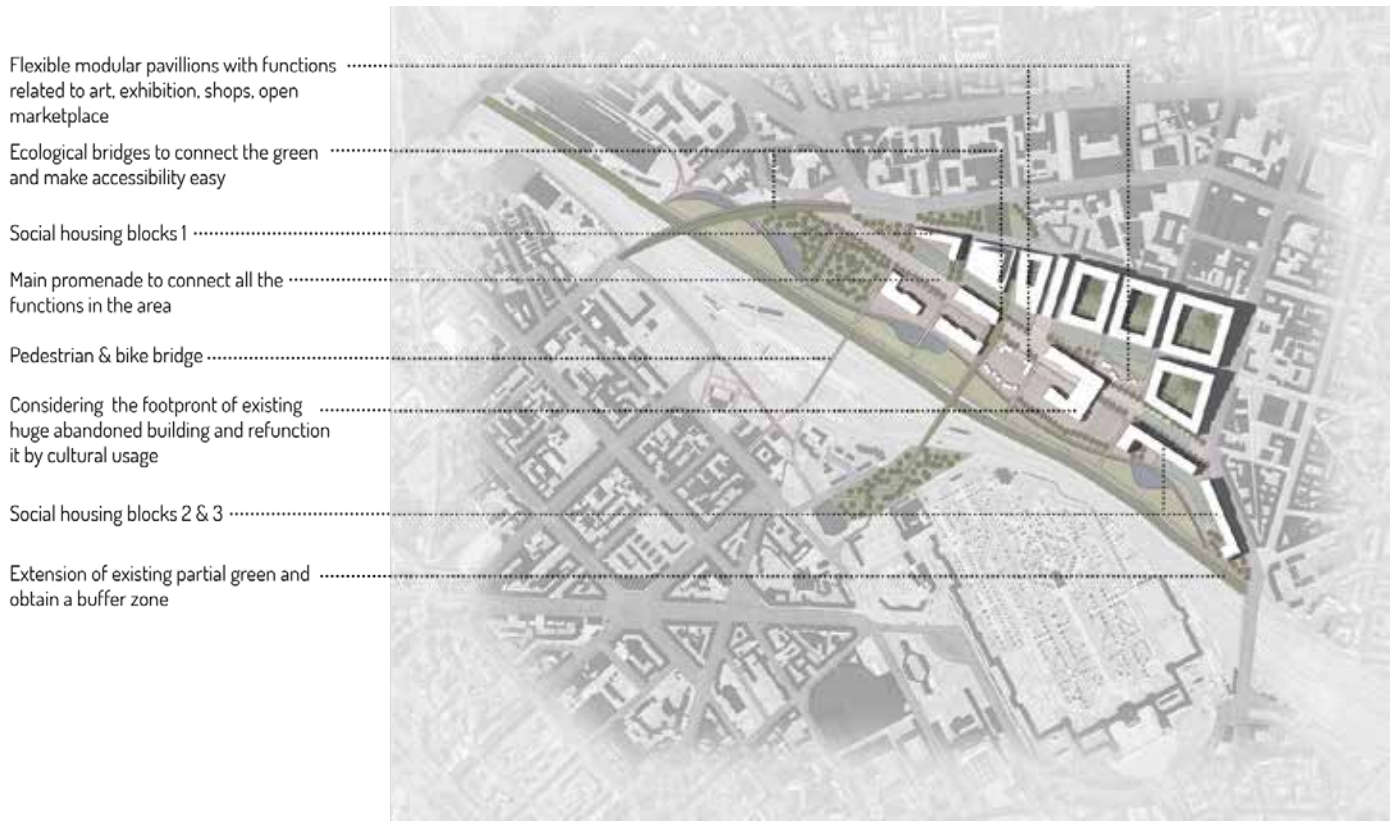 Flexible modular pavillions with functions
related to art, exhibition, shops, open
marketplace
Ecological bridges to connect the green
and make accessibility easy
Social housing blocks 1
Main promenade to connect all the
functions in the area
Pedestrian & bike bridge
Considering the footpront of existing
huge abandoned building and refunction
it by cultural usage
Social housing blocks 2 & 3
Extension of existing partial green and
obtain a buffer zone